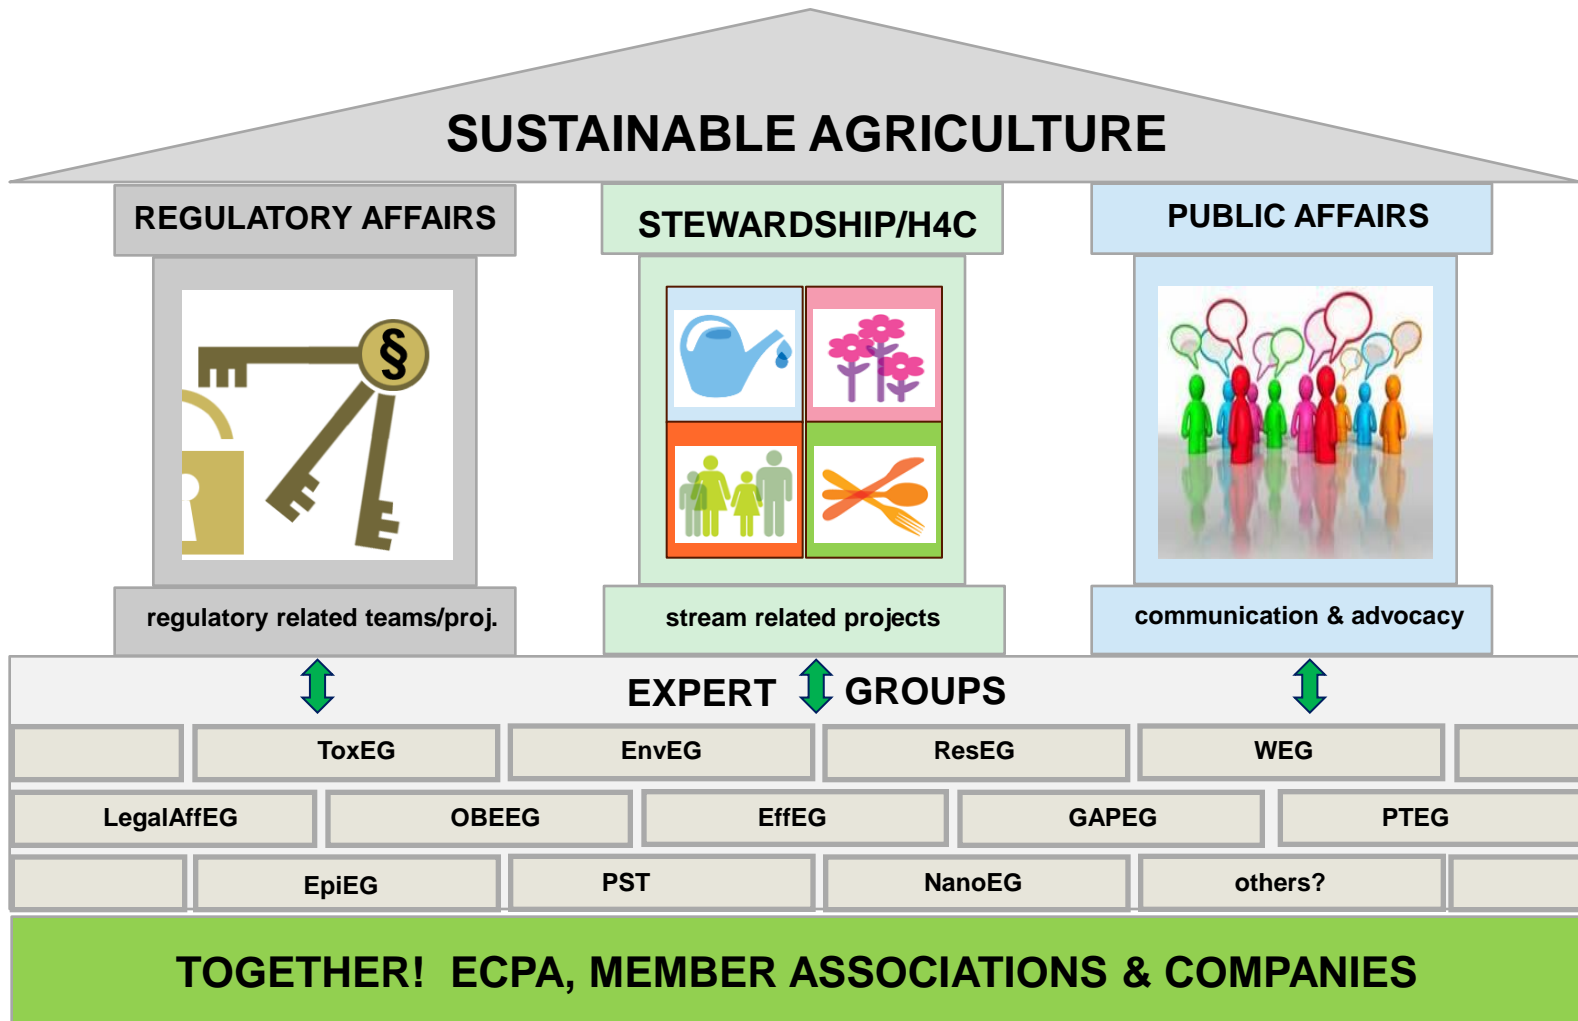 SUSTAINABLE AGRICULTURE
REGULATORY AFFAIRS
STEWARDSHIP/H4C
PUBLIC AFFAIRS
§
regulatory related teams/proj.
stream related projects
communication & advocacy
EXPERT GROUPS
ToxEG
EnvEG
ResEG
WEG
LegalAffEG
OBEEG
EffEG
GAPEG
PTEG
EpiEG
PST
NanoEG
others?
TOGETHER! ECPA, MEMBER ASSOCIATIONS & COMPANIES